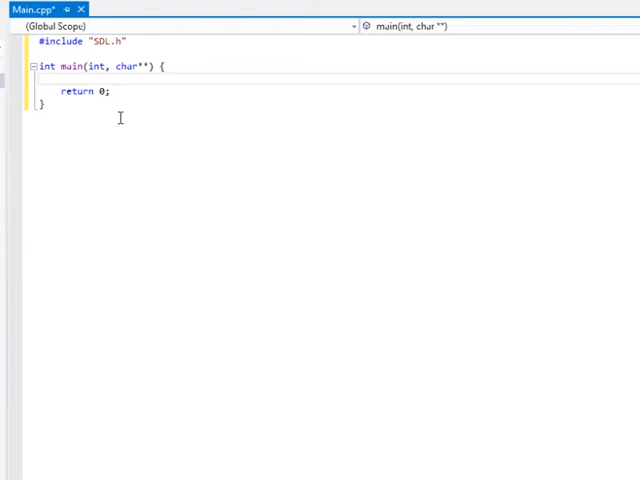 Main.cpp*
(Global Scope) main(int, char **)
#include "SDL.h"
int main(int, char**) {
return 0;
}